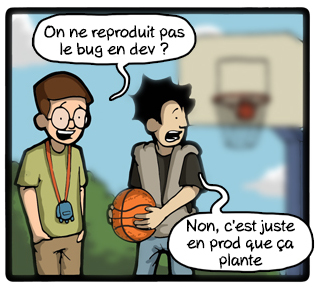 On ne reproduit pas
le bug en dev ?
Non, c'est juste
en prod que ça
plante